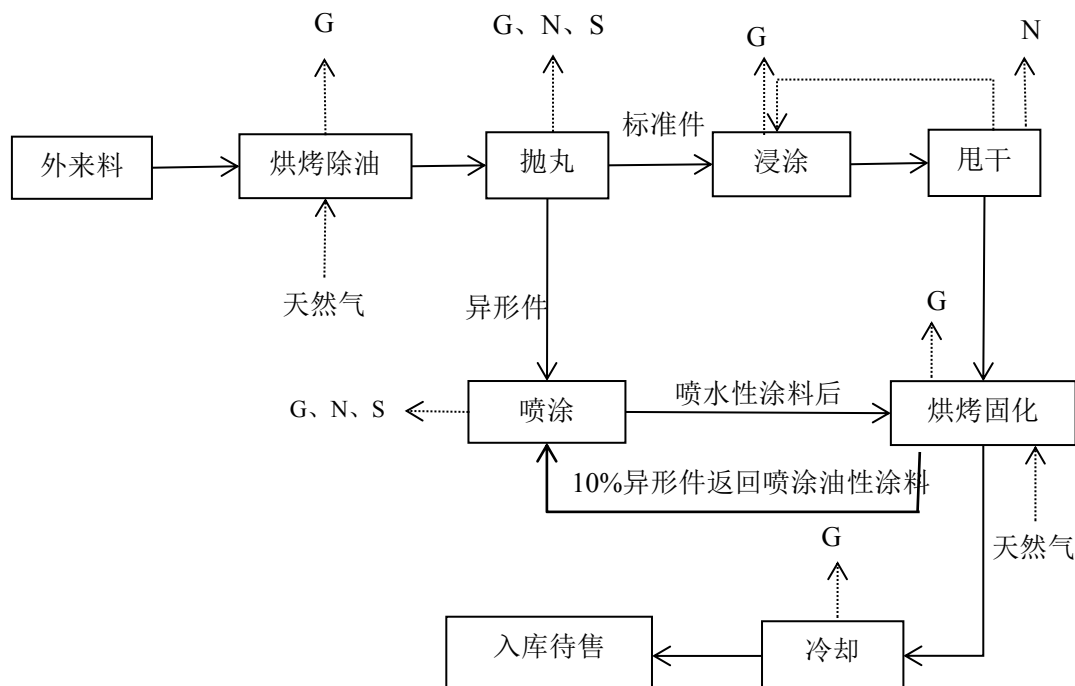 G
G、N、S
G
N
标准件
外来料
烘烤除油
抛丸
浸涂
甩干
天然气
异形件
G
喷水性涂料后
G、N、S
喷涂
烘烤固化
10%异形件返回喷涂油性涂料
G
天然气
入库待售
冷却